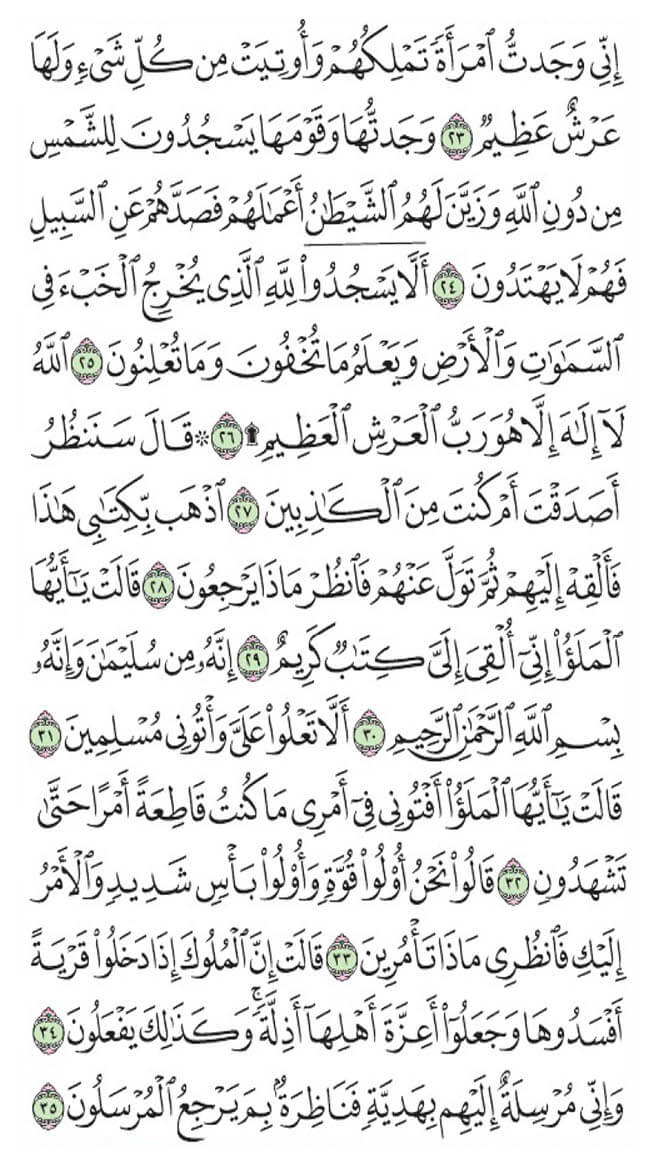 إِنِّي وَجَدتُّ ٱمْرَأَةً تَمْلِكُهُمْ وَأُوتِيَتْ مِن كُلِّ شَىْءٍ وَلَهَا
عَرْشٌ عَظِيمٌ ٢٣ وَجَدتُّهَا وَقَوْمَهَا يَسْجُدُونَ لِلشَّمْسِ
مِن دُونِ ٱللَّهِ وَزَيَّنَ لَهُمُ ٱلشَّيْطَٰنُ أَعْمَٰلَهُمْ فَصَدَّهُمْ عَنِ ٱلسَّبِيلِ
فَهُمْ لَا يَهْتَدُونَ ٢٤ أَلَّا يَسْجُدُوا۟ لِلَّهِ ٱلَّذِى يُخْرِجُ ٱلْخَبْءَ فِى
ٱلسَّمَٰوَٰتِ وَٱلْأَرْضِ وَيَعْلَمُ مَا تُخْفُونَ وَمَا تُعْلِنُونَ ٢٥ ٱللَّهُ
لَآ إِلَٰهَ إِلَّا هُوَ رَبُّ ٱلْعَرْشِ ٱلْعَظِيمِ ۩ ٢٦ ۞ قَالَ سَنَنظُرُ
أَصَدَقْتَ أَمْ كُنتَ مِنَ ٱلْكَٰذِبِينَ ٢٧ ٱذْهَب بِّكِتَٰبِى هَٰذَا
فَأَلْقِهْ إِلَيْهِمْ ثُمَّ تَوَلَّ عَنْهُمْ فَٱنظُرْ مَاذَا يَرْجِعُونَ ٢٨ قَالَتْ يَٰٓأَيُّهَا
ٱلْمَلَؤُا۟ إِنِّىٓ أُلْقِىَ إِلَىَّ كِتَٰبٌ كَرِيمٌ ٢٩ إِنَّهُۥ مِن سُلَيْمَٰنَ وَإِنَّهُۥ
بِسْمِ ٱللَّهِ ٱلرَّحْمَٰنِ ٱلرَّحِيمِ ٣٠ أَلَّا تَعْلُوا۟ عَلَىَّ وَأْتُونِى مُسْلِمِينَ ٣١
قَالَتْ يَٰٓأَيُّهَا ٱلْمَلَؤُا۟ أَفْتُونِى فِىٓ أَمْرِى مَا كُنتُ قَاطِعَةً أَمْرًا حَتَّىٰ
تَشْهَدُونِ ٣٢ قَالُوا۟ نَحْنُ أُو۟لُوا۟ قُوَّةٍ وَأُو۟لُوا۟ بَأْسٍ شَدِيدٍ وَٱلْأَمْرُ
إِلَيْكِ فَٱنظُرِى مَاذَا تَأْمُرِينَ ٣٣ قَالَتْ إِنَّ ٱلْمُلُوكَ إِذَا دَخَلُوا۟ قَرْيَةً
أَفْسَدُوهَا وَجَعَلُوٓا۟ أَعِزَّةَ أَهْلِهَآ أَذِلَّةً ۖ وَكَذَٰلِكَ يَفْعَلُونَ ٣٤
وَإِنِّى مُرْسِلَةٌ إِلَيْهِم بِهَدِيَّةٍ فَنَاظِرَةٌۢ بِمَ يَرْجِعُ ٱلْمُرْسَلُونَ ٣٥